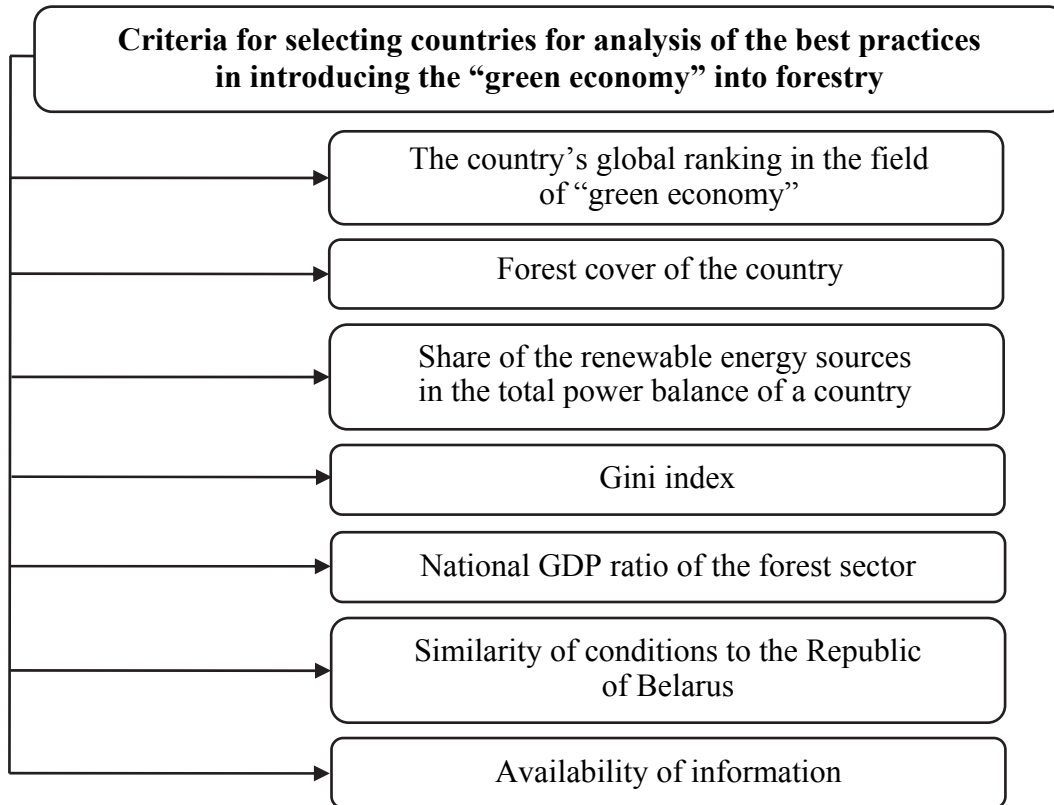 Criteria for selecting countries for analysis of the best practices
in introducing the “green economy” into forestry
The country’s global ranking in the field
of “green economy”
Forest cover of the country
Share of the renewable energy sources
in the total power balance of a country
Gini index
National GDP ratio of the forest sector
Similarity of conditions to the Republic
of Belarus
Availability of information